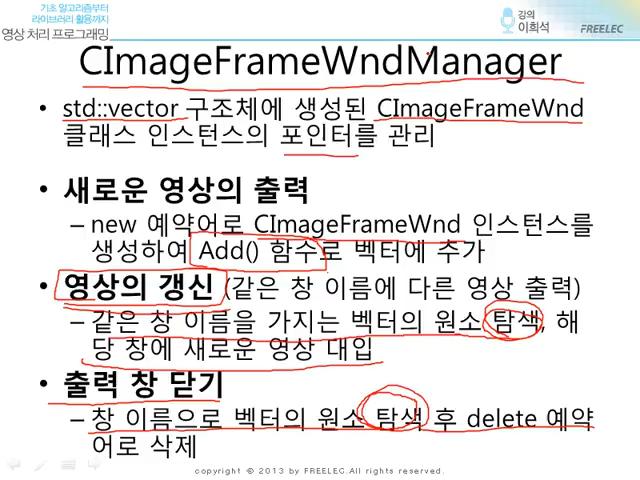 기초 알고리즘부터
라이브러리 활용까지
영상 처리 프로그래밍
강의
이희석
FREELEC
CImageFrameWndManager
• std::vector 구조체에 생성된 CImageFrameWnd
클래스 인스턴스의 포인터를 관리
• 새로운 영상의 출력
– new 예약어로 CImageFrameWnd 인스턴스를
생성하여 Add() 함수로 벡터에 추가
• 영상의 갱신 (같은 창 이름에 다른 영상 출력)
– 같은 창 이름을 가지는 벡터의 원소 탐색, 해
당 창에 새로운 영상 대입
• 출력 창 닫기
– 창 이름으로 벡터의 원소 탐색 후 delete 예약
어로 삭제
copyright © 2013 by FREELEC.All rights reserved.